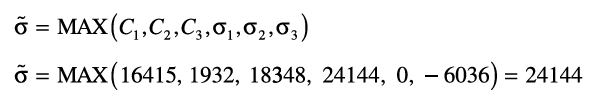 σ̃ = MAX(C₁,C₂,C₃,σ₁,σ₂,σ₃)
σ̃ = MAX(16415, 1932, 18348, 24144, 0, −6036) = 24144